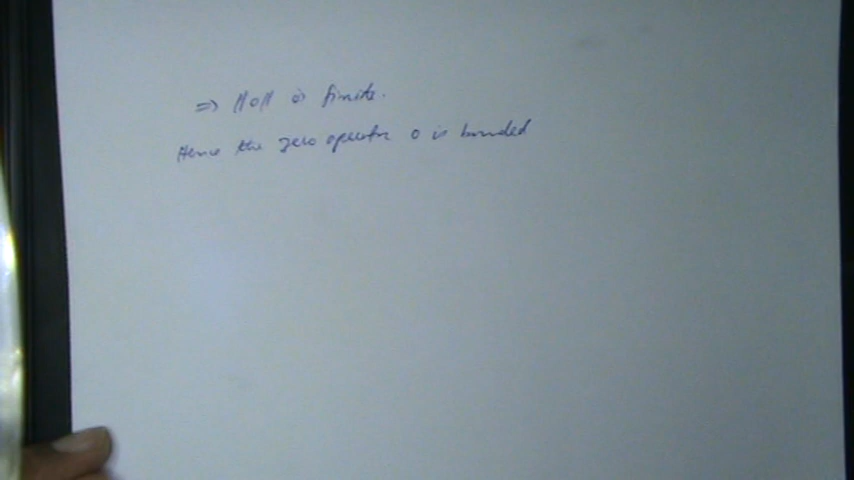 ⇒ ||0|| is finite.
Hence the zero operator 0 is bounded